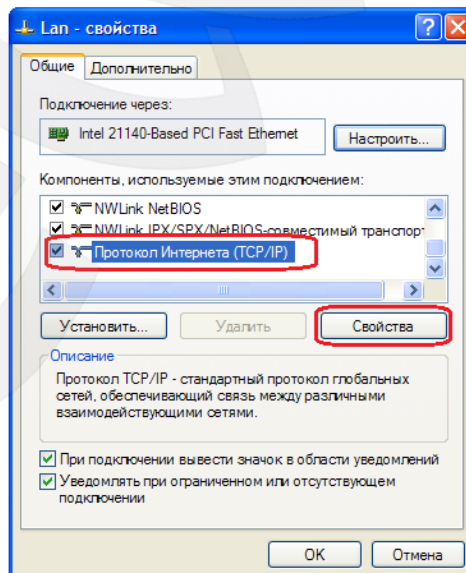 Lan - свойства
Общие Дополнительно
Подключение через:
Intel 21140-Based PCI Fast Ethernet Настроить...
Компоненты, используемые этим подключением:
NWLink NetBIOS
NWLink IPX/SPX/NetBIOS-совместимый транспорт
Протокол Интернета (TCP/IP)
Установить... Удалить Свойства
Описание
Протокол TCP/IP - стандартный протокол глобальных
сетей, обеспечивающий связь между различными
взаимодействующими сетями.
При подключении вывести значок в области уведомлений
Уведомлять при ограниченном или отсутствующем
подключении
OK Отмена